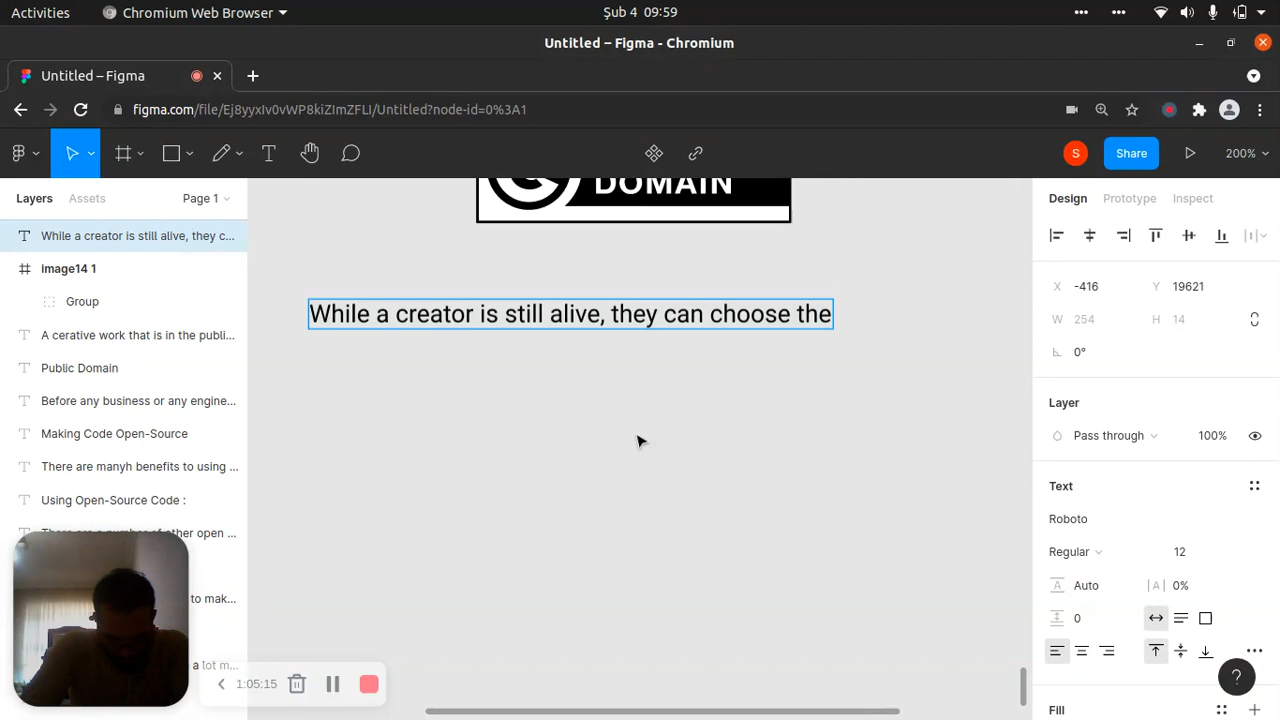 Activities
Chromium Web Browser
Şub 4 09:59
Untitled – Figma - Chromium
Untitled – Figma
figma.com/file/Ej8yyxIv0vWP8kiZImZFLI/Untitled?node-id=0%3A1
S
Share
200%
Layers
Assets
Page 1
Design
Prototype
Inspect
DOMAIN
While a creator is still alive, they c...
Image14 1
Group
A cerative work that is in the publi...
Public Domain
Before any business or any engine...
Making Code Open-Source
There are manyh benefits to using ...
Using Open-Source Code :
There are a number of other open ...
to mak...
a lot m...
While a creator is still alive, they can choose the
X -416
Y 19621
W 254
H 14
0°
Layer
Pass through
100%
Text
Roboto
Regular
12
Auto
|A| 0%
0
Fill
?
1:05:15